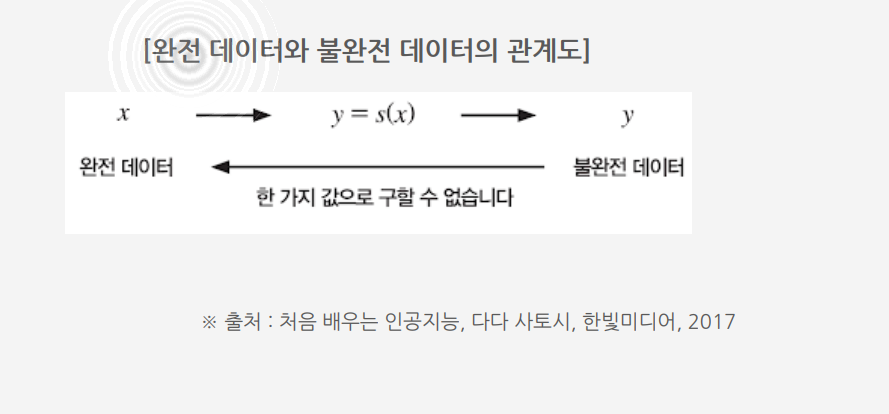 [완전 데이터와 불완전 데이터의 관계도]
x y = s(x) y
완전 데이터 불완전 데이터
한 가지 값으로 구할 수 없습니다
※ 출처 : 처음 배우는 인공지능, 다다 사토시, 한빛미디어, 2017